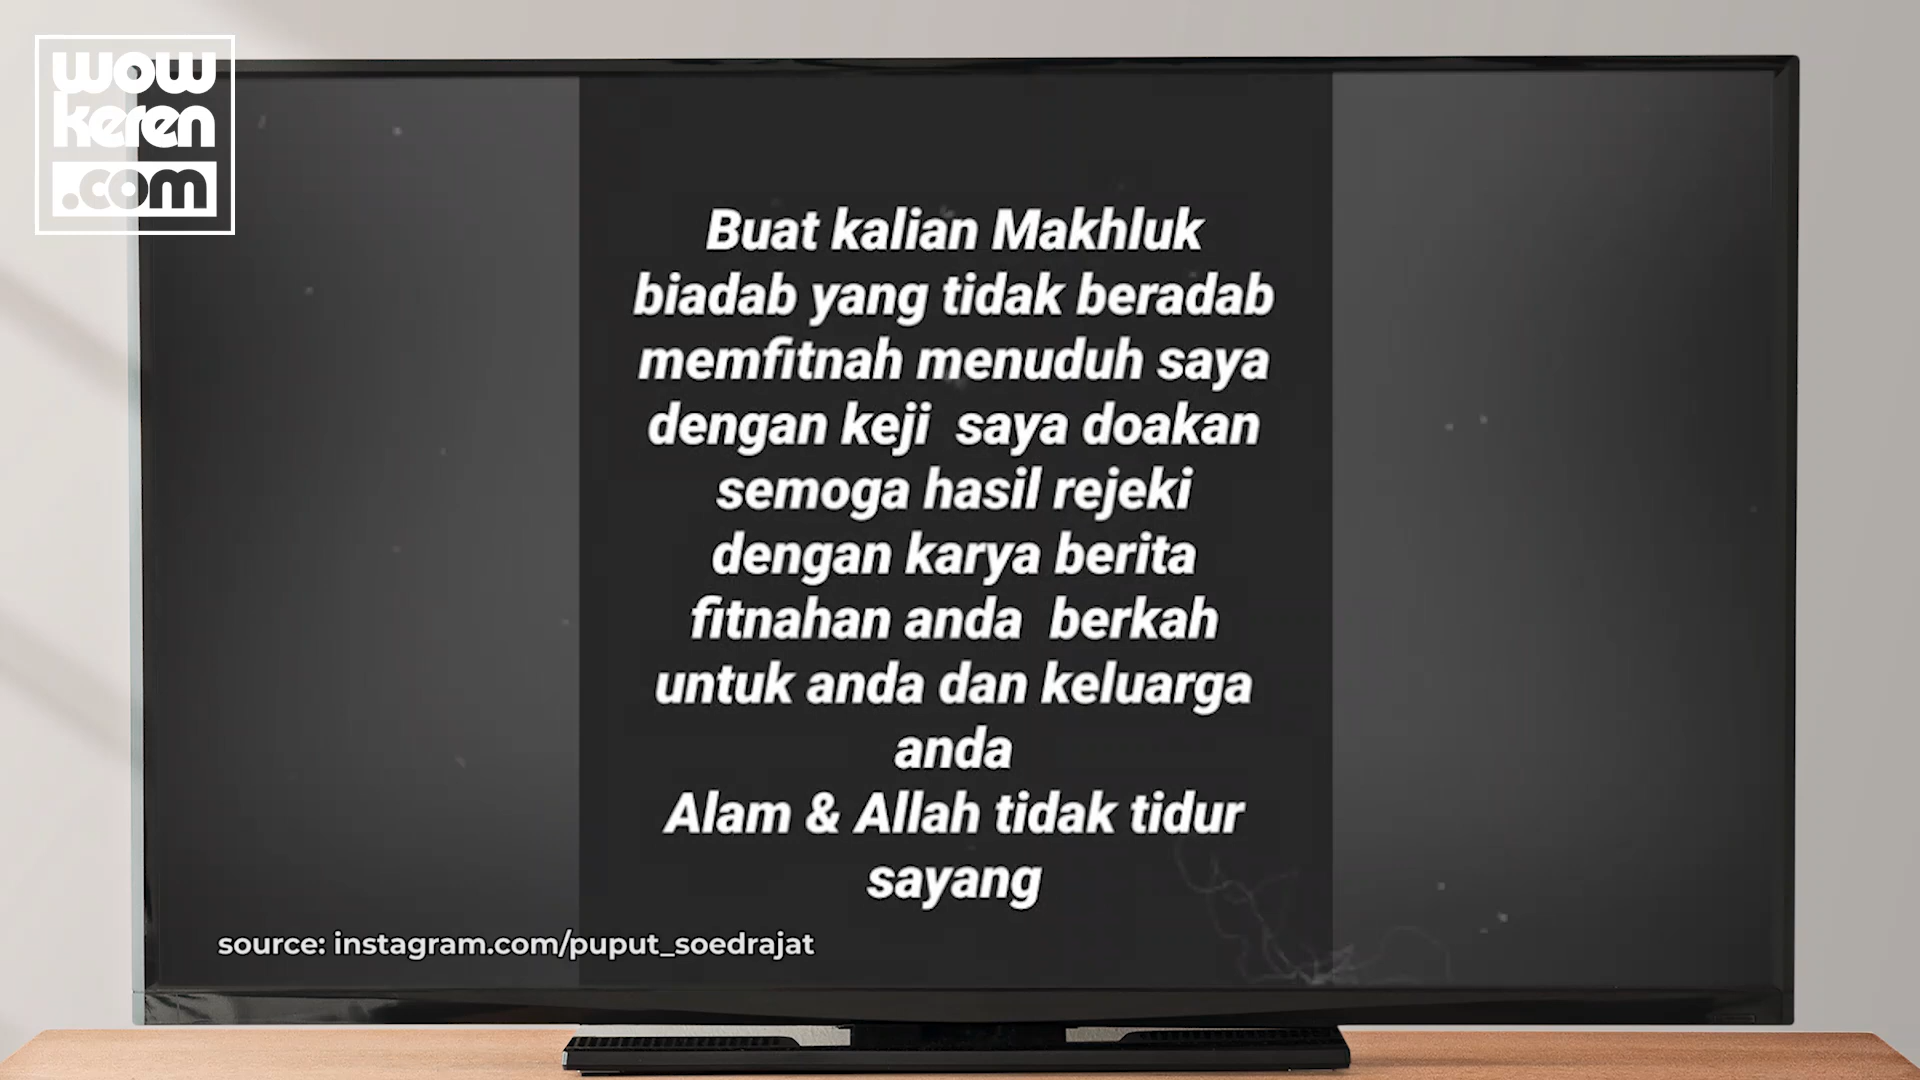 wow
keren
.com
Buat kalian Makhluk
biadab yang tidak beradab
memfitnah menuduh saya
dengan keji saya doakan
semoga hasil rejeki
dengan karya berita
fitnahan anda berkah
untuk anda dan keluarga
anda
Alam & Allah tidak tidur
sayang
source: instagram.com/puput_soedrajat